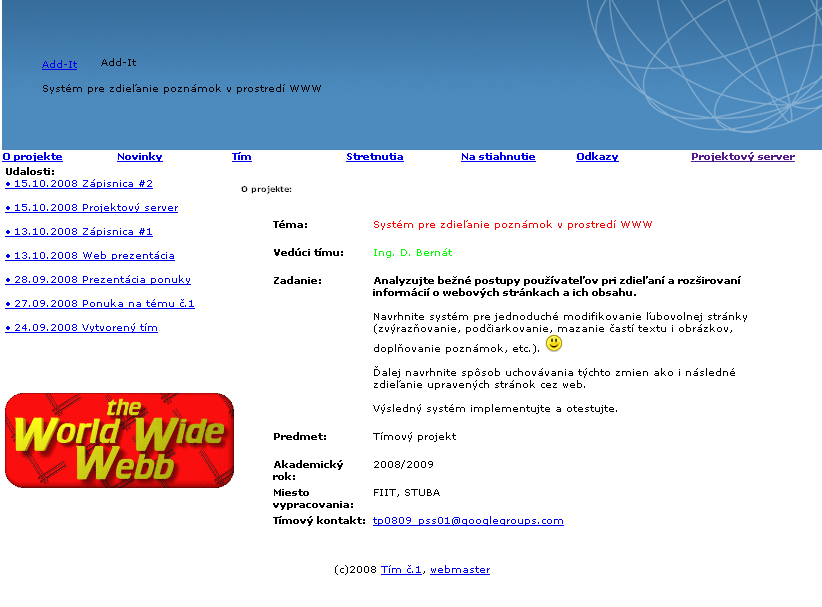 Add-It Add-It
Systém pre zdieľanie poznámok v prostredí WWW
O projekte Novinky Tím Stretnutia Na stiahnutie Odkazy Projektový server
Udalosti:
• 15.10.2008 Zápisnica #2
• 15.10.2008 Projektový server
• 13.10.2008 Zápisnica #1
• 13.10.2008 Web prezentácia
• 28.09.2008 Prezentácia ponuky
• 27.09.2008 Ponuka na tému č.1
• 24.09.2008 Vytvorený tím
the
World Wide
Webb
O projekte:
Téma: Systém pre zdieľanie poznámok v prostredí WWW
Vedúci tímu: Ing. D. Bernát
Zadanie: Analyzujte bežné postupy používateľov pri zdieľaní a rozširovaní
informácií o webových stránkach a ich obsahu.
Navrhnite systém pre jednoduché modifikovanie ľubovolnej stránky
(zvýrazňovanie, podčiarkovanie, mazanie častí textu i obrázkov,
doplňovanie poznámok, etc.).
Ďalej navrhnite spôsob uchovávania týchto zmien ako i následné
zdieľanie upravených stránok cez web.
Výsledný systém implementujte a otestujte.
Predmet: Tímový projekt
Akademický
rok: 2008/2009
Miesto
vypracovania: FIIT, STUBA
Tímový kontakt: tp0809_pss01@googlegroups.com
(c)2008 Tím č.1, webmaster